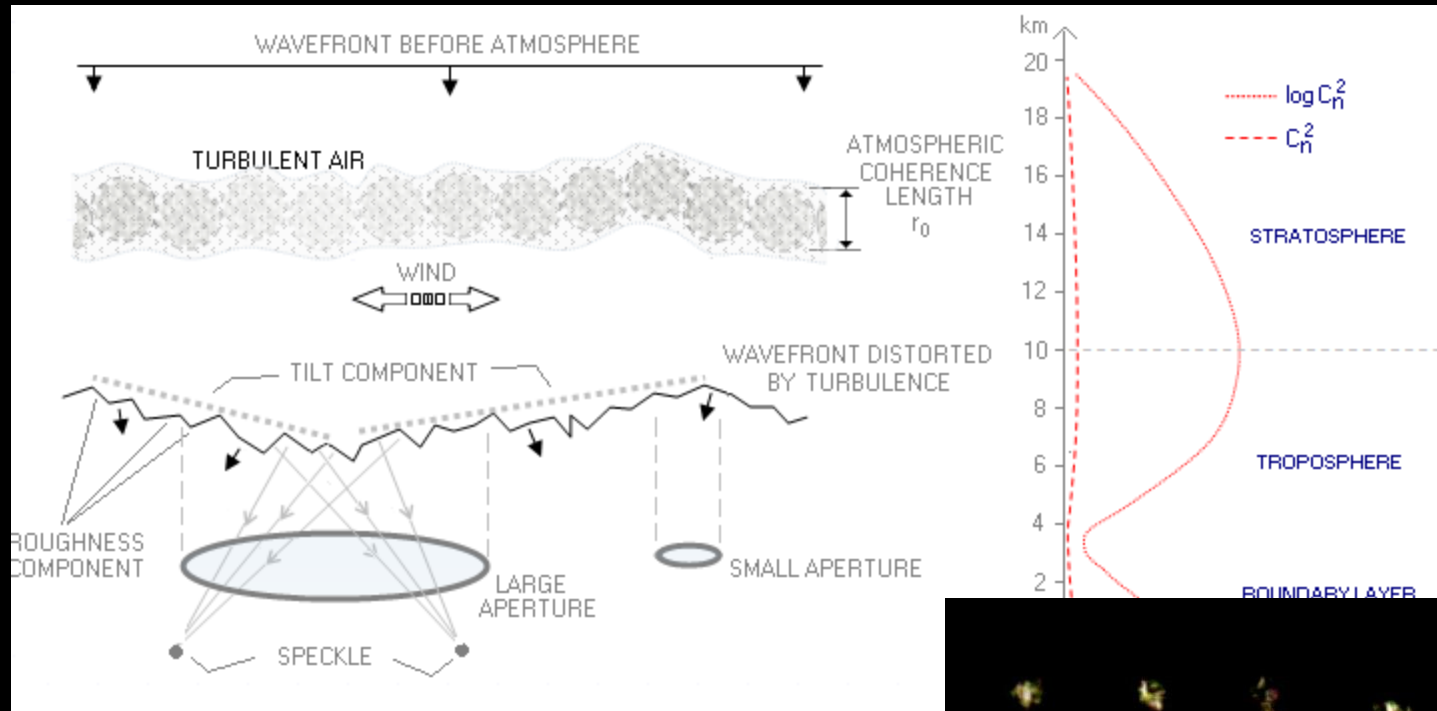 WAVEFRONT BEFORE ATMOSPHERE
TURBULENT AIR
ATMOSPHERIC
COHERENCE
LENGTH
r0
WIND
TILT COMPONENT
WAVEFRONT DISTORTED
BY TURBULENCE
ROUGHNESS
COMPONENT
LARGE
APERTURE
SMALL APERTURE
SPECKLE
km
20
18
16
14
12
10
8
6
4
2
log Cn²
Cn²
STRATOSPHERE
TROPOSPHERE
BOUNDARY LAYER